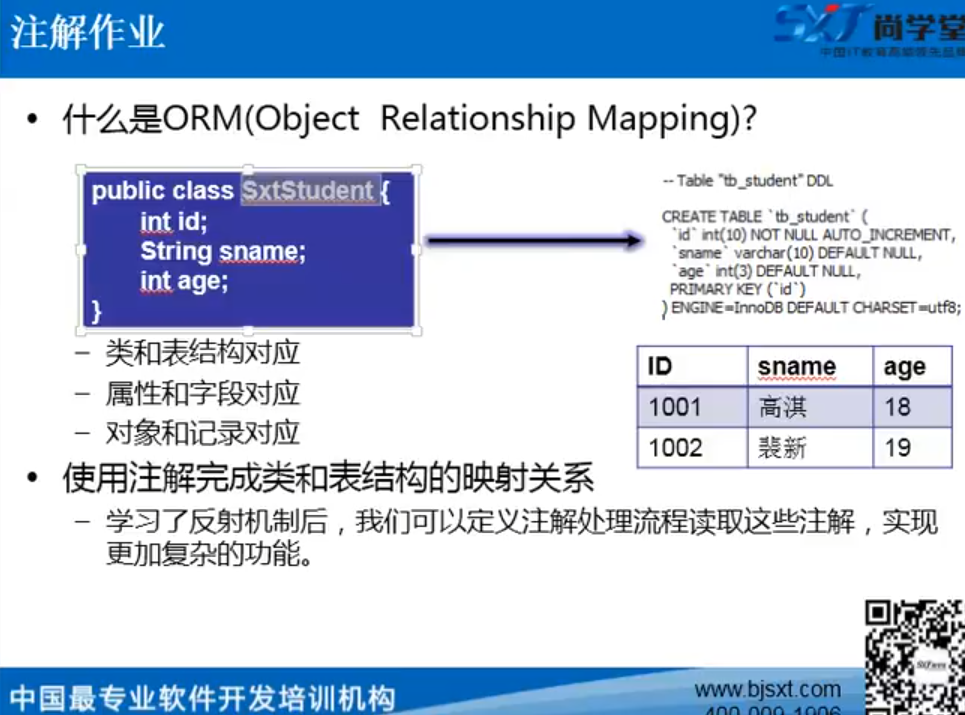 注解作业
SXT 尚学堂
中国IT教育高端领先品牌
• 什么是ORM(Object Relationship Mapping)?
public class SxtStudent {
int id;
String sname;
int age;
}
-- Table "tb_student" DDL
CREATE TABLE `tb_student` (
`id` int(10) NOT NULL AUTO_INCREMENT,
`sname` varchar(10) DEFAULT NULL,
`age` int(3) DEFAULT NULL,
PRIMARY KEY (`id`)
) ENGINE=InnoDB DEFAULT CHARSET=utf8;
– 类和表结构对应
– 属性和字段对应
– 对象和记录对应
ID sname age
1001 高淇 18
1002 裴新 19
• 使用注解完成类和表结构的映射关系
– 学习了反射机制后，我们可以定义注解处理流程读取这些注解，实现
更加复杂的功能。
中国最专业软件开发培训机构
www.bjsxt.com
400-009-1906